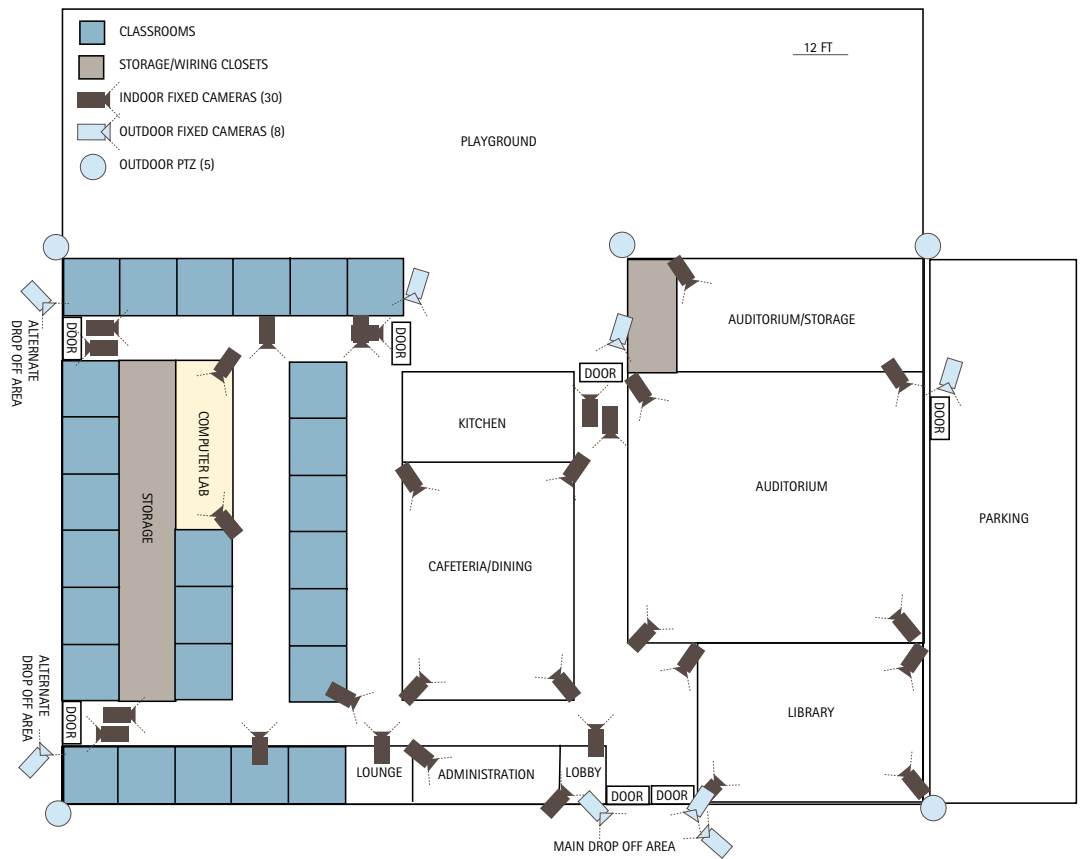 CLASSROOMS
STORAGE/WIRING CLOSETS
INDOOR FIXED CAMERAS (30)
OUTDOOR FIXED CAMERAS (8)
OUTDOOR PTZ (5)
12 FT
PLAYGROUND
ALTERNATE
DROP OFF AREA
DOOR
DOOR
AUDITORIUM/STORAGE
DOOR
DOOR
KITCHEN
COMPUTER LAB
STORAGE
AUDITORIUM
PARKING
CAFETERIA/DINING
ALTERNATE
DROP OFF AREA
DOOR
LIBRARY
LOUNGE
ADMINISTRATION
LOBBY
DOOR
DOOR
MAIN DROP OFF AREA